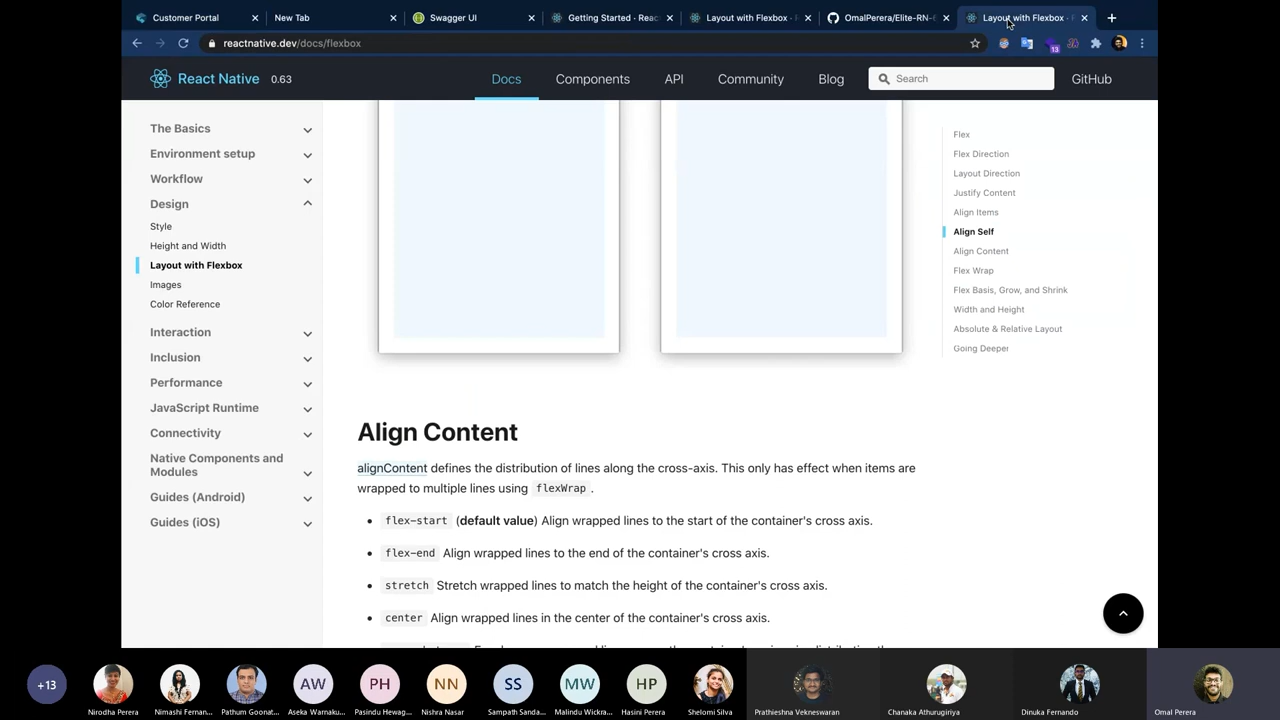 Customer Portal
New Tab
Swagger UI
Getting Started · Reac
Layout with Flexbox ·
OmalPerera/Elite-RN-
Layout with Flexbox ·
reactnative.dev/docs/flexbox
13
React Native 0.63
Docs
Components
API
Community
Blog
Search
GitHub
The Basics
Environment setup
Workflow
Design
Style
Height and Width
Layout with Flexbox
Images
Color Reference
Interaction
Inclusion
Performance
JavaScript Runtime
Connectivity
Native Components and
Modules
Guides (Android)
Guides (iOS)
Align Content
alignContent defines the distribution of lines along the cross-axis. This only has effect when items are
wrapped to multiple lines using flexWrap .
• flex-start (default value) Align wrapped lines to the start of the container's cross axis.
• flex-end Align wrapped lines to the end of the container's cross axis.
• stretch Stretch wrapped lines to match the height of the container's cross axis.
• center Align wrapped lines in the center of the container's cross axis.
Flex
Flex Direction
Layout Direction
Justify Content
Align Items
Align Self
Align Content
Flex Wrap
Flex Basis, Grow, and Shrink
Width and Height
Absolute & Relative Layout
Going Deeper
+13
AW
PH
NN
SS
MW
HP
Nirodha Perera
Nimashi Fernan...
Pathum Goonat...
Aseka Warnaku...
Pasindu Hewag...
Nishra Nasar
Sampath Sanda...
Malindu Wickra...
Hasini Perera
Shelomi Silva
Prathieshna Vekneswaran
Chanaka Athurugiriya
Dinuka Fernando
Omal Perera